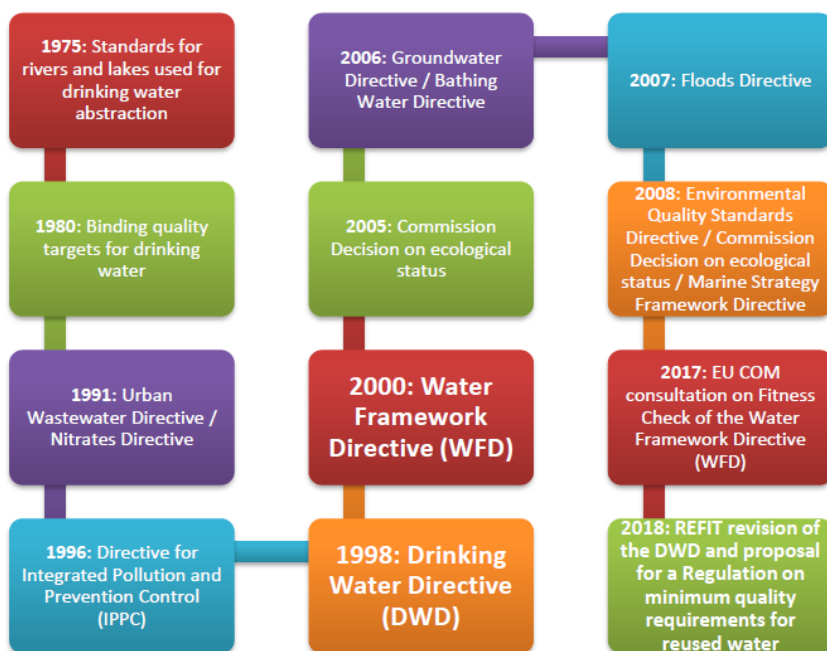 1975: Standards for
rivers and lakes used for
drinking water
abstraction
1980: Binding quality
targets for drinking
water
1991: Urban
Wastewater Directive /
Nitrates Directive
1996: Directive for
Integrated Pollution and
Prevention Control
(IPPC)
1998: Drinking
Water Directive
(DWD)
2000: Water
Framework
Directive (WFD)
2005: Commission
Decision on ecological
status
2006: Groundwater
Directive / Bathing
Water Directive
2007: Floods Directive
2008: Environmental
Quality Standards
Directive / Commission
Decision on ecological
status / Marine Strategy
Framework Directive
2017: EU COM
consultation on Fitness
Check of the Water
Framework Directive
(WFD)
2018: REFIT revision of
the DWD and proposal
for a Regulation on
minimum quality
requirements for
reused water